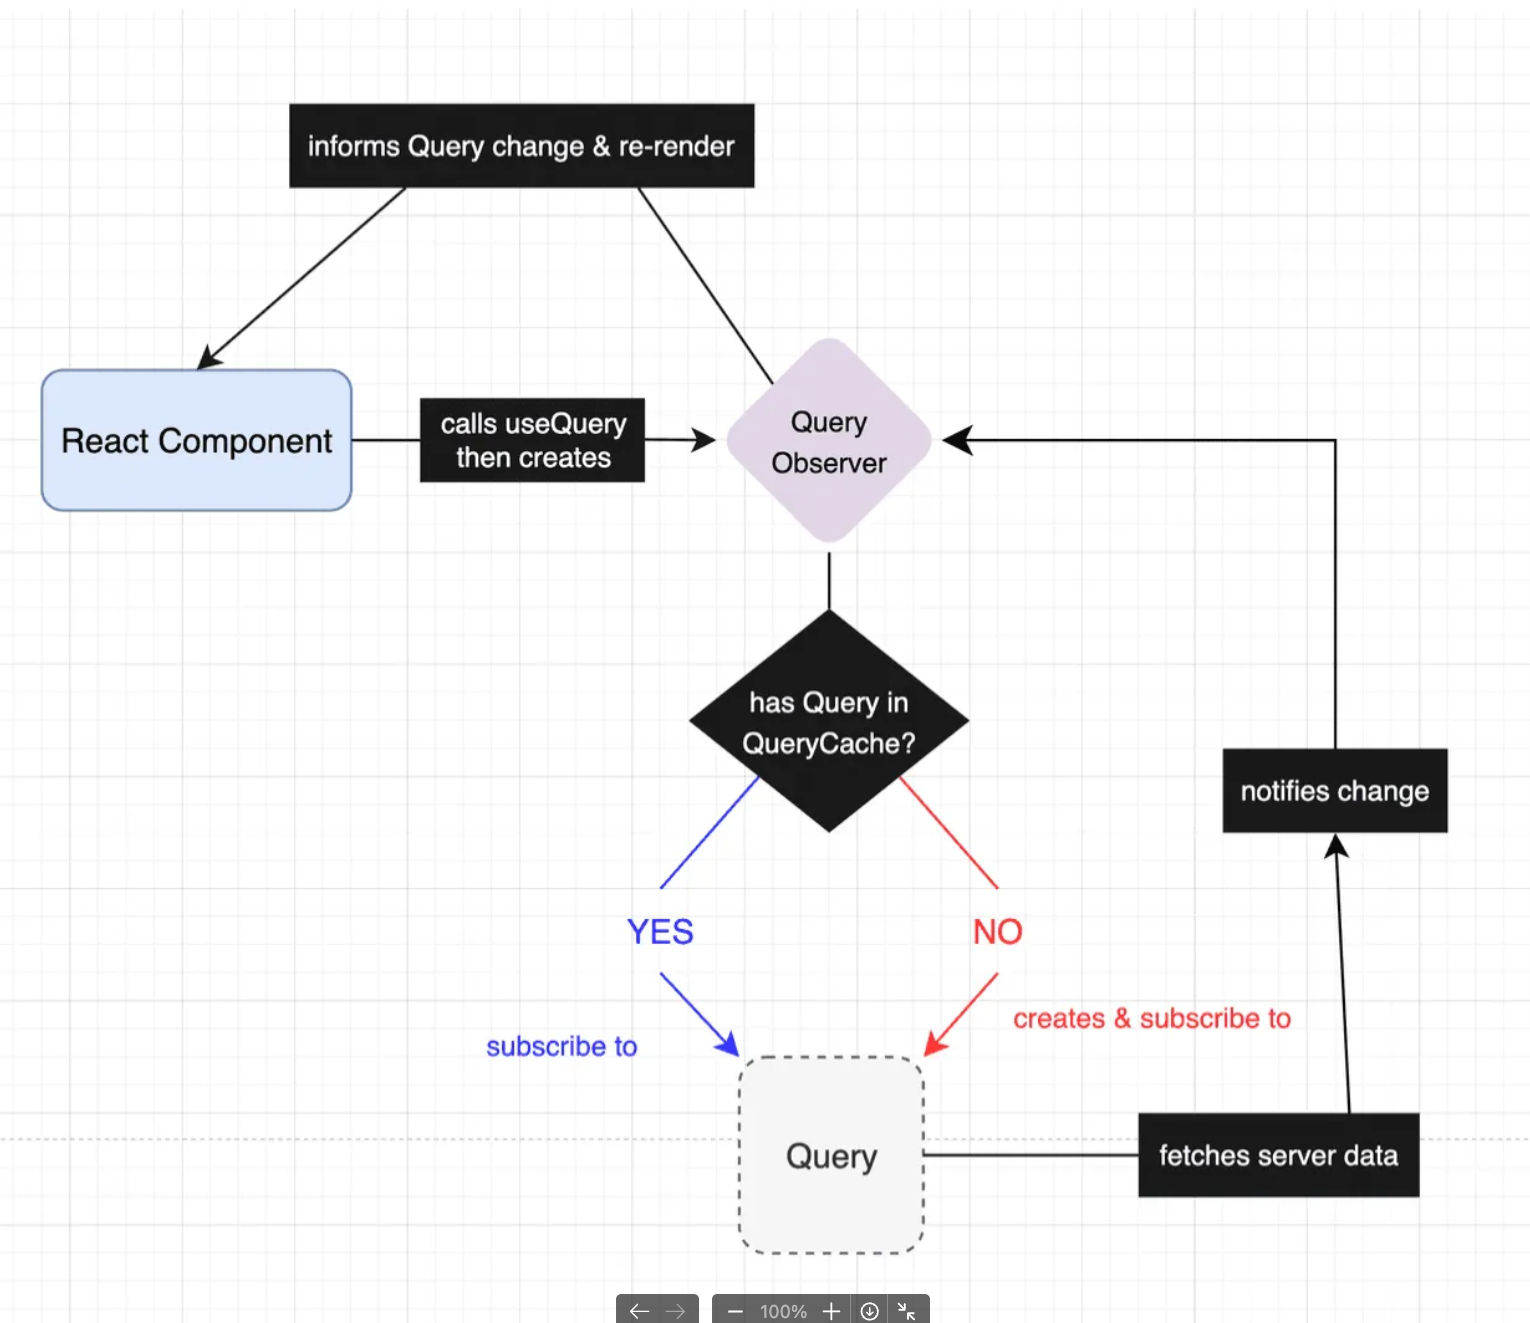 informs Query change & re-render
React Component
calls useQuery
then creates
Query
Observer
has Query in
QueryCache?
notifies change
YES
NO
creates & subscribe to
subscribe to
Query
fetches server data
100%